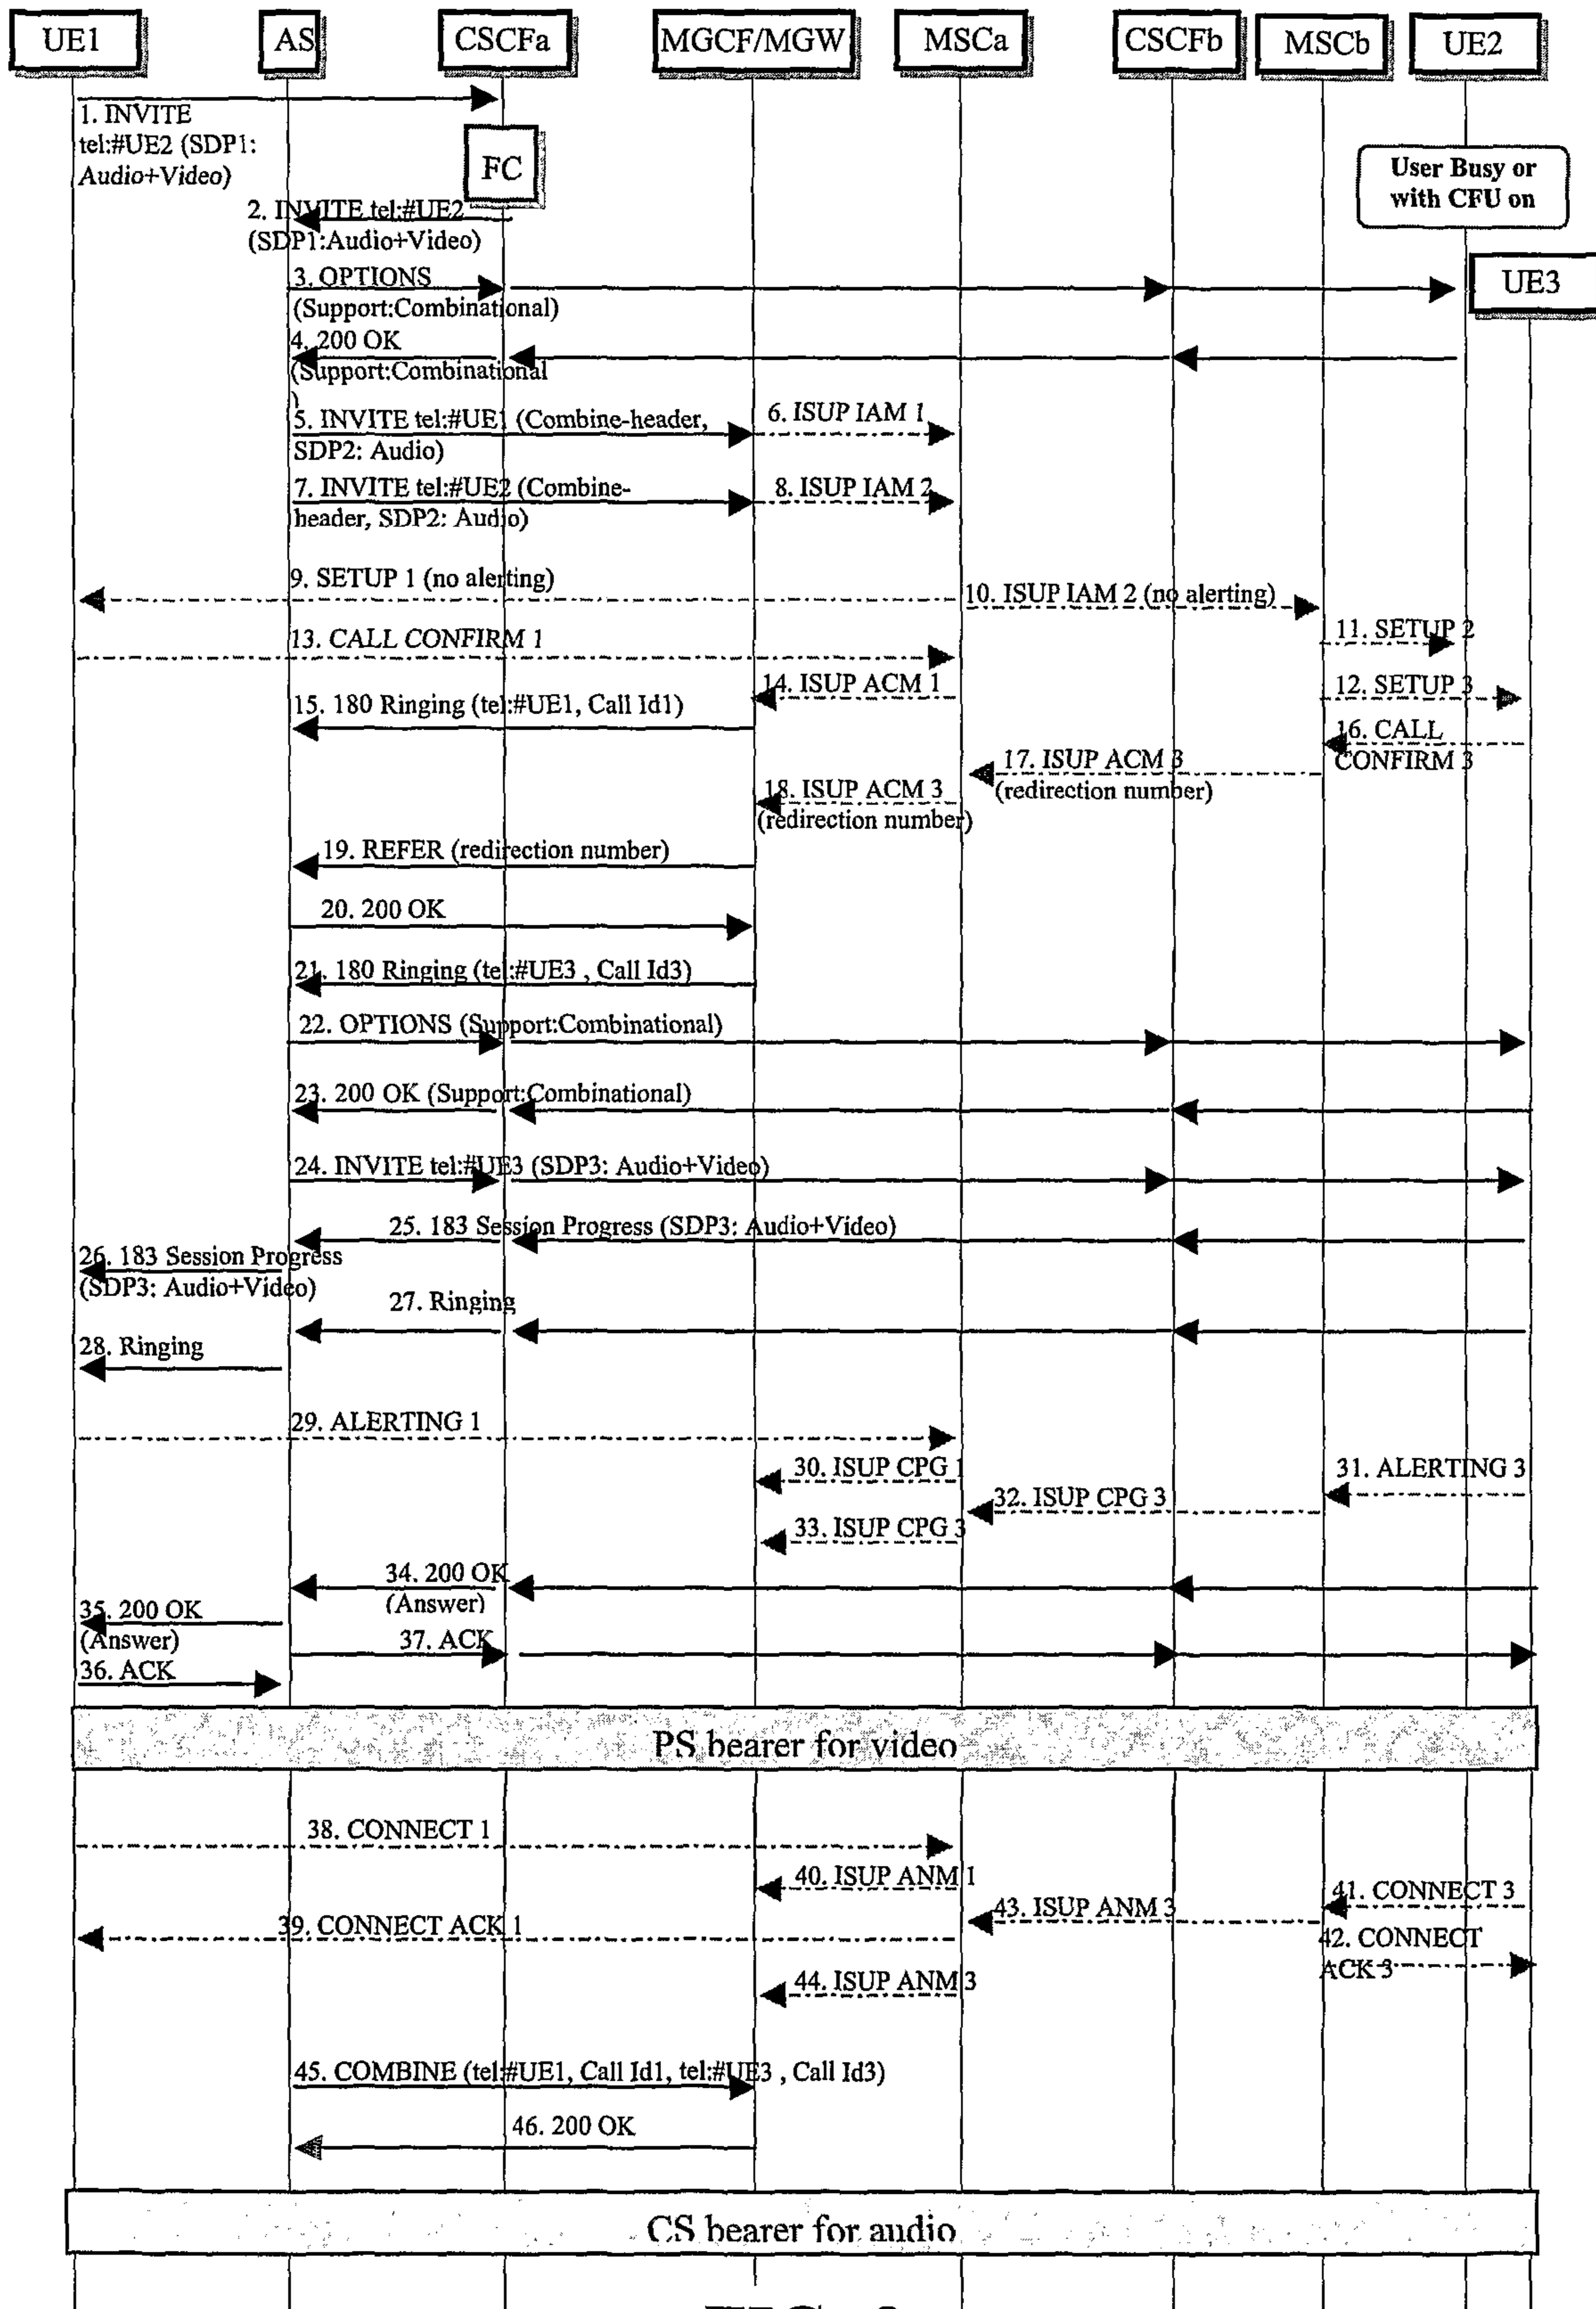 UE1
AS
CSCFa
MGCF/MGW
MSCa
CSCFb
MSCb
UE2
1. INVITE
tel:#UE2 (SDP1:
Audio+Video)
FC
User Busy or
with CFU on
2. INVITE tel:#UE2
(SDP1:Audio+Video)
UE3
3. OPTIONS
(Support:Combinational)
4. 200 OK
(Support:Combinational
)
5. INVITE tel:#UE1 (Combine-header,
SDP2: Audio)
6. ISUP IAM 1
7. INVITE tel:#UE2 (Combine-
header, SDP2: Audio)
8. ISUP IAM 2
9. SETUP 1 (no alerting)
10. ISUP IAM 2 (no alerting)
11. SETUP 2
13. CALL CONFIRM 1
14. ISUP ACM 1
12. SETUP 3
15. 180 Ringing (tel:#UE1, Call Id1)
16. CALL
CONFIRM 3
17. ISUP ACM 3
(redirection number)
18. ISUP ACM 3
(redirection number)
19. REFER (redirection number)
20. 200 OK
21. 180 Ringing (tel:#UE3 , Call Id3)
22. OPTIONS (Support:Combinational)
23. 200 OK (Support:Combinational)
24. INVITE tel:#UE3 (SDP3: Audio+Video)
25. 183 Session Progress (SDP3: Audio+Video)
26. 183 Session Progress
(SDP3: Audio+Video)
27. Ringing
28. Ringing
29. ALERTING 1
30. ISUP CPG 1
31. ALERTING 3
32. ISUP CPG 3
33. ISUP CPG 3
34. 200 OK
(Answer)
35. 200 OK
(Answer)
37. ACK
36. ACK
PS bearer for video
38. CONNECT 1
40. ISUP ANM 1
41. CONNECT 3
43. ISUP ANM 3
39. CONNECT ACK 1
42. CONNECT
ACK 3
44. ISUP ANM 3
45. COMBINE (tel:#UE1, Call Id1, tel:#UE3 , Call Id3)
46. 200 OK
CS bearer for audio